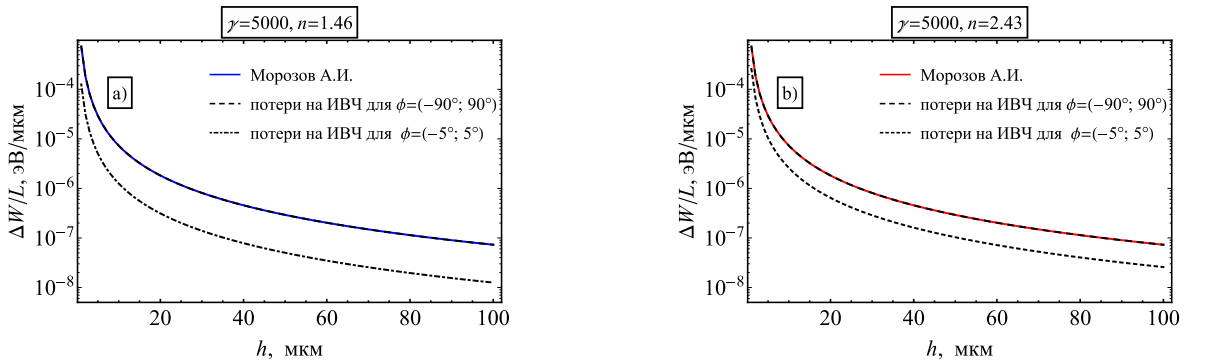 γ=5000, n=1.46
a)
Морозов А.И.
потери на ИВЧ для ϕ=(−90°; 90°)
потери на ИВЧ для ϕ=(−5°; 5°)
ΔW/L, эВ/мкм
10⁻⁴
10⁻⁵
10⁻⁶
10⁻⁷
10⁻⁸
20 40 60 80 100
h, мкм
γ=5000, n=2.43
b)
Морозов А.И.
потери на ИВЧ для ϕ=(−90°; 90°)
потери на ИВЧ для ϕ=(−5°; 5°)
ΔW/L, эВ/мкм
10⁻⁴
10⁻⁵
10⁻⁶
10⁻⁷
10⁻⁸
20 40 60 80 100
h, мкм